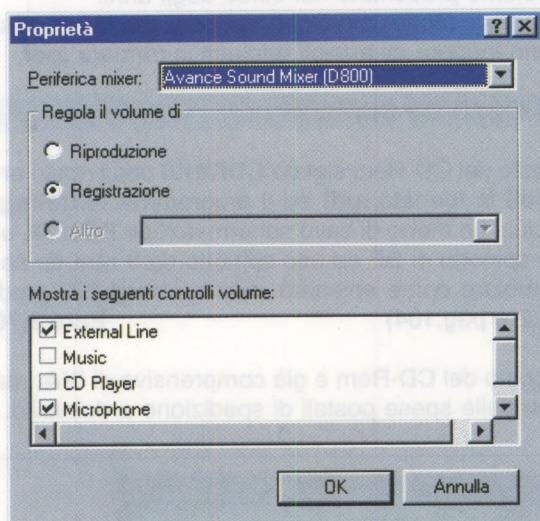 Proprietà
Periferica mixer: Avance Sound Mixer (D800)
Regola il volume di
Riproduzione
Registrazione
Altro
Mostra i seguenti controlli volume:
External Line
Music
CD Player
Microphone
OK Annulla